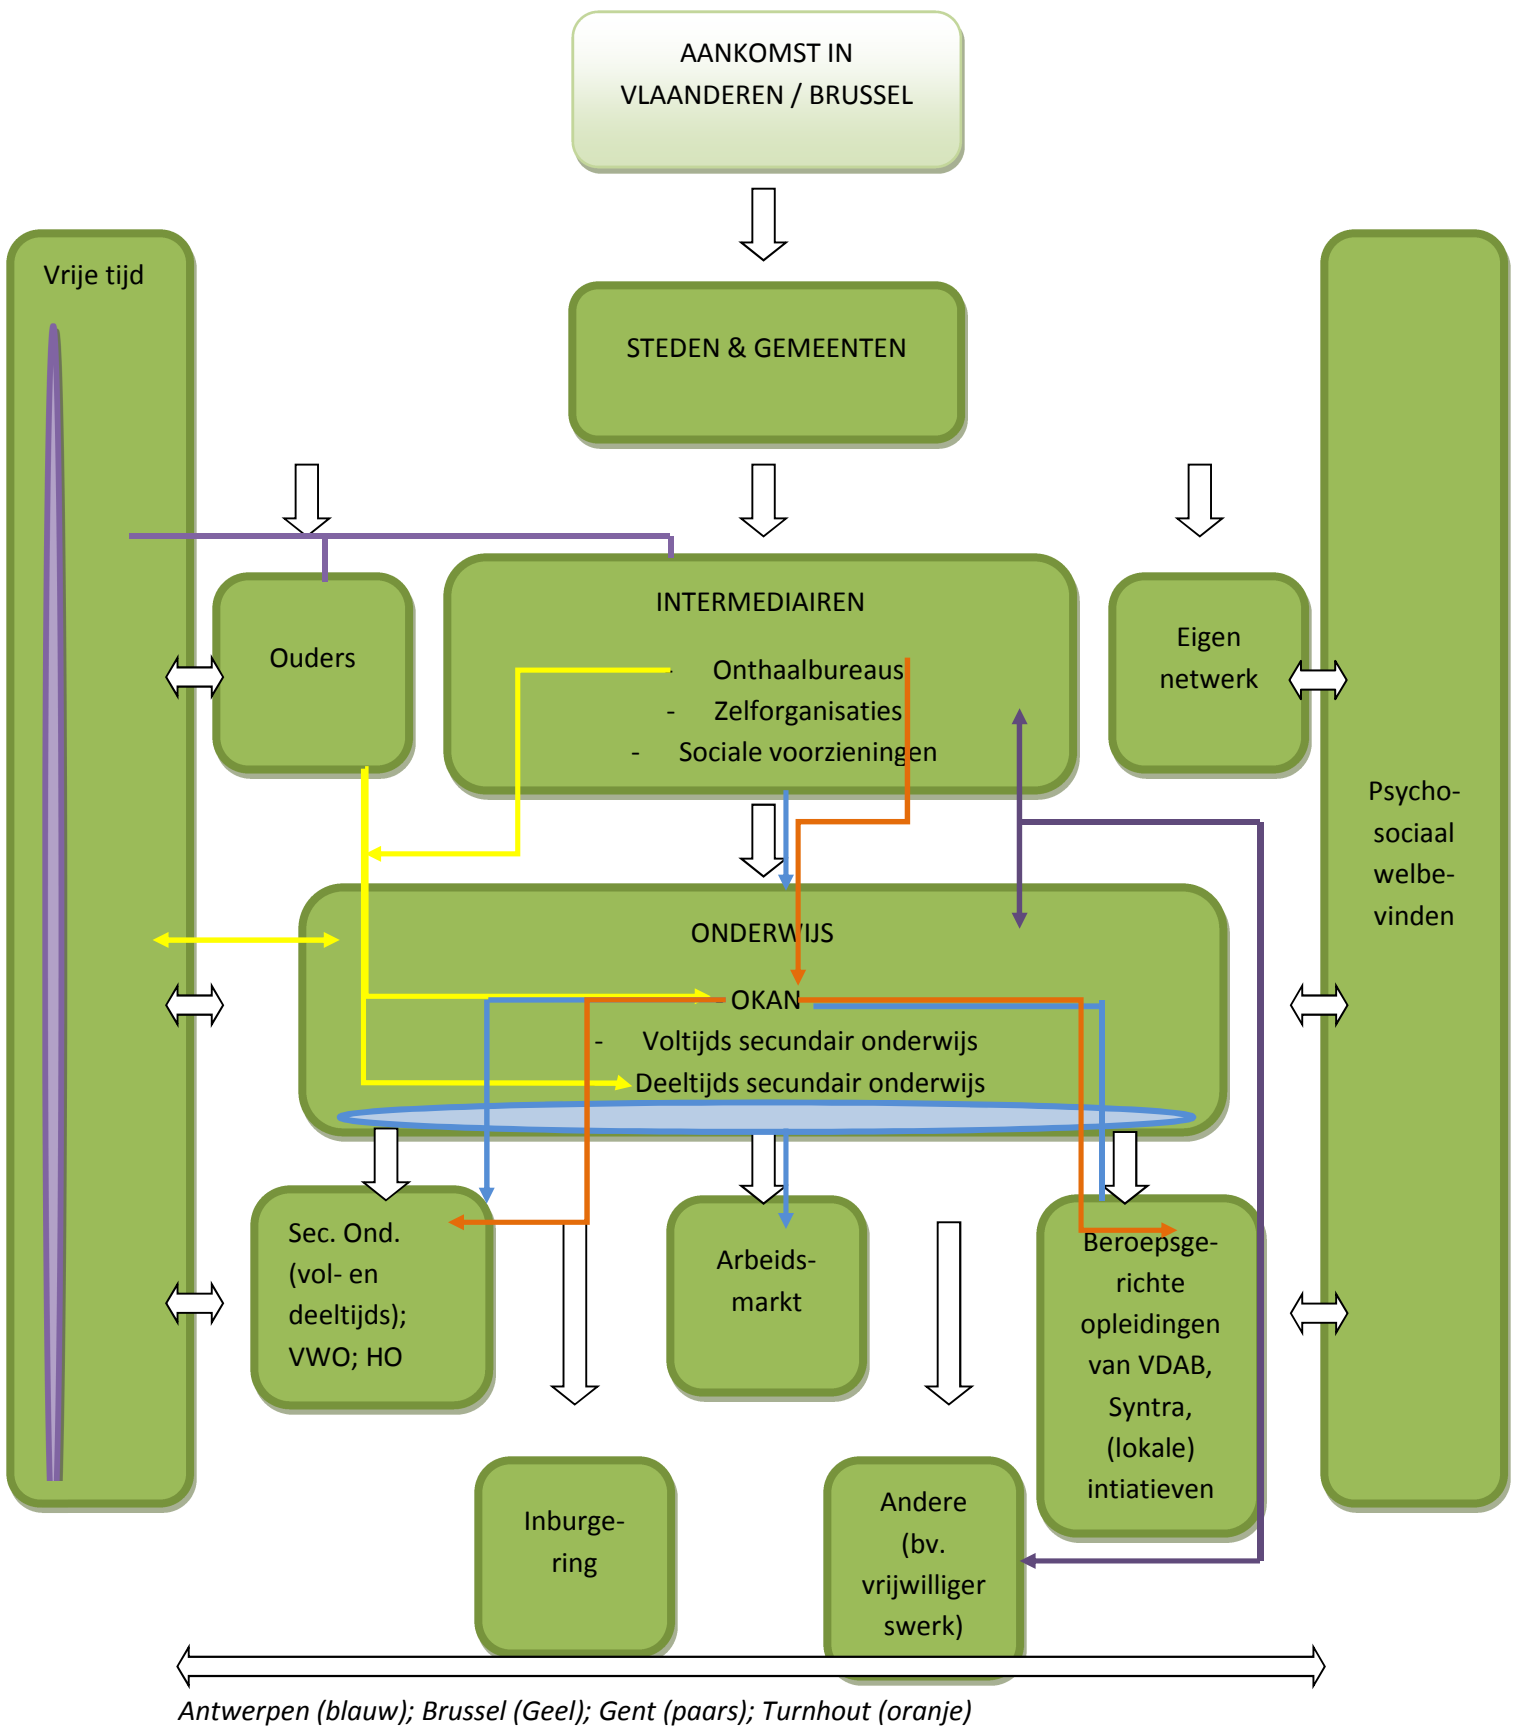 AANKOMST IN
VLAANDEREN / BRUSSEL
Vrije tijd
STEDEN & GEMEENTEN
Ouders
INTERMEDIAIREN
- Onthaalbureaus
- Zelforganisaties
- Sociale voorzieningen
Eigen
netwerk
Psycho-
sociaal
welbe-
vinden
ONDERWIJS
- OKAN
- Voltijds secundair onderwijs
Deeltijds secundair onderwijs
Sec. Ond.
(vol- en
deeltijds);
VWO; HO
Arbeids-
markt
Beroepsge-
richte
opleidingen
van VDAB,
Syntra,
(lokale)
intiatieven
Inburge-
ring
Andere
(bv.
vrijwilliger
swerk)
Antwerpen (blauw); Brussel (Geel); Gent (paars); Turnhout (oranje)